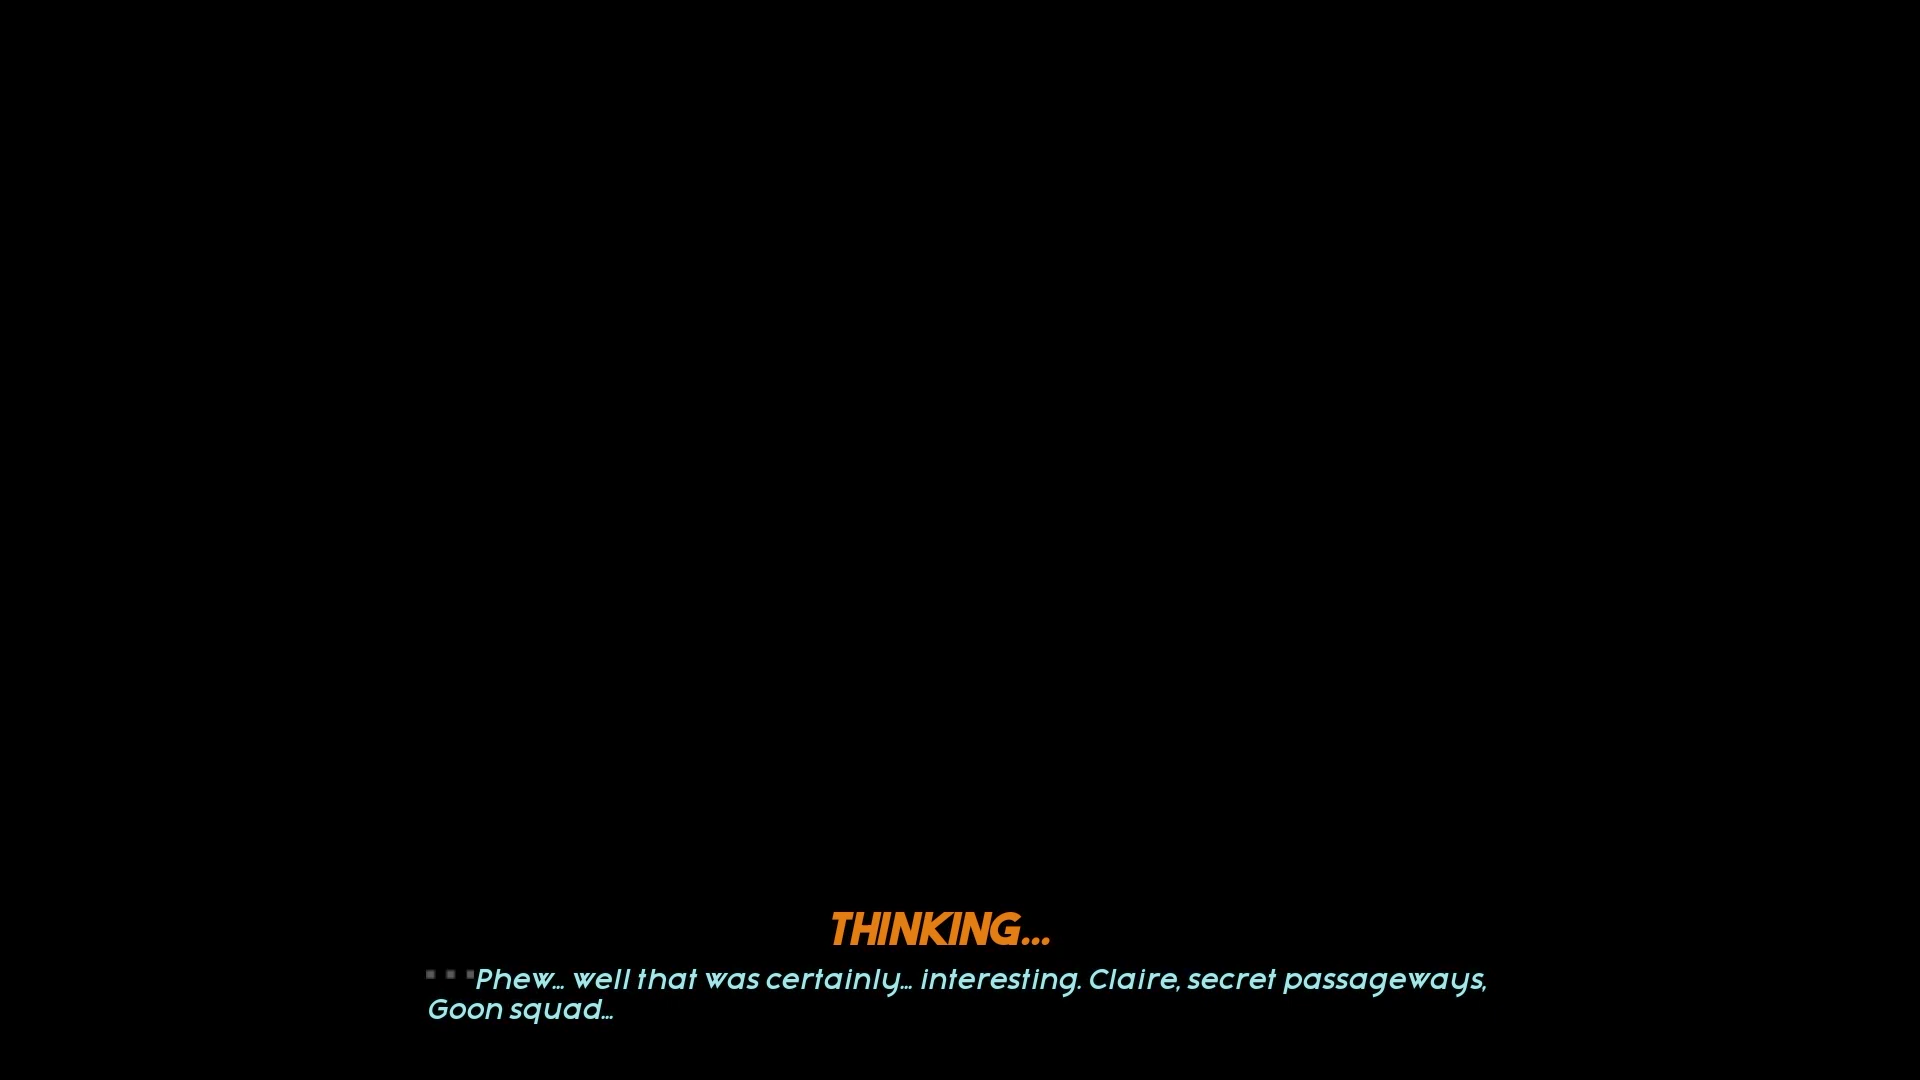 THINKING...
Phew... well that was certainly... interesting. Claire, secret passageways,
Goon squad...